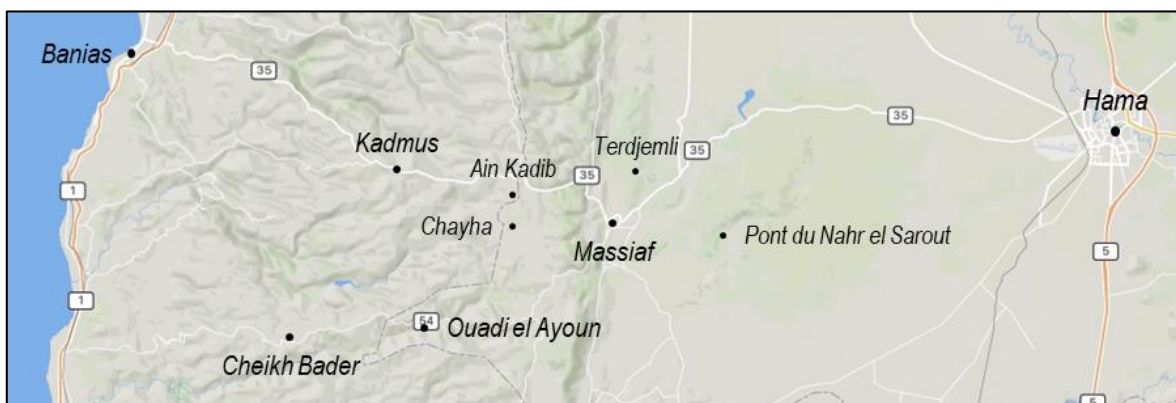 Banias
35
Kadmus
Ain Kadib
Chayha
1
35
Terdjemli
35
35
Hama
Massiaf
Pont du Nahr el Sarout
5
1
54
Ouadi el Ayoun
Cheikh Bader
5